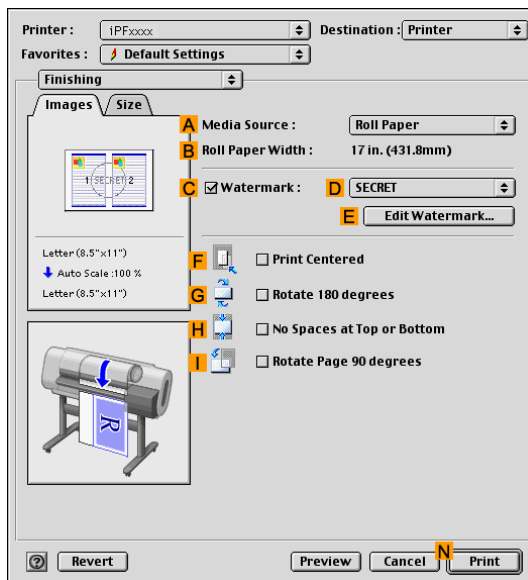 Printer : iPFxxxx Destination : Printer
Favorites : Default Settings
Finishing
Images Size
A Media Source : Roll Paper
B Roll Paper Width : 17 in. (431.8mm)
1 SECRET 2
C Watermark : D SECRET
E Edit Watermark...
Letter (8.5"x11")
Auto Scale :100 %
Letter (8.5"x11")
F Print Centered
G Rotate 180 degrees
H No Spaces at Top or Bottom
I Rotate Page 90 degrees
R
N
? Revert Preview Cancel Print